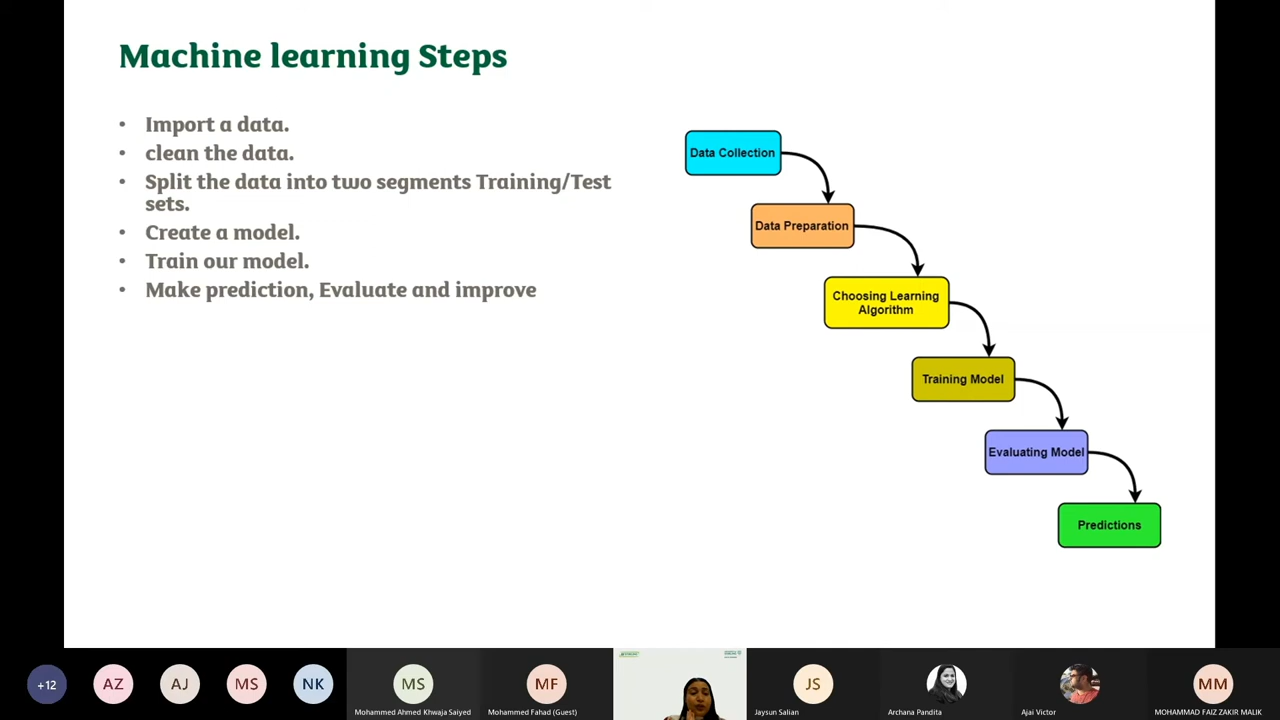 Machine learning Steps
• Import a data.
• clean the data.
• Split the data into two segments Training/Test
sets.
• Create a model.
• Train our model.
• Make prediction, Evaluate and improve
Data Collection
Data Preparation
Choosing Learning
Algorithm
Training Model
Evaluating Model
Predictions
+12
AZ
AJ
MS
NK
MS
Mohammed Ahmed Khwaja Saiyed
MF
Mohammed Fahad (Guest)
JS
Jaysun Salian
Archana Pandita
Ajai Victor
MM
MOHAMMAD FAIZ ZAKIR MALIK